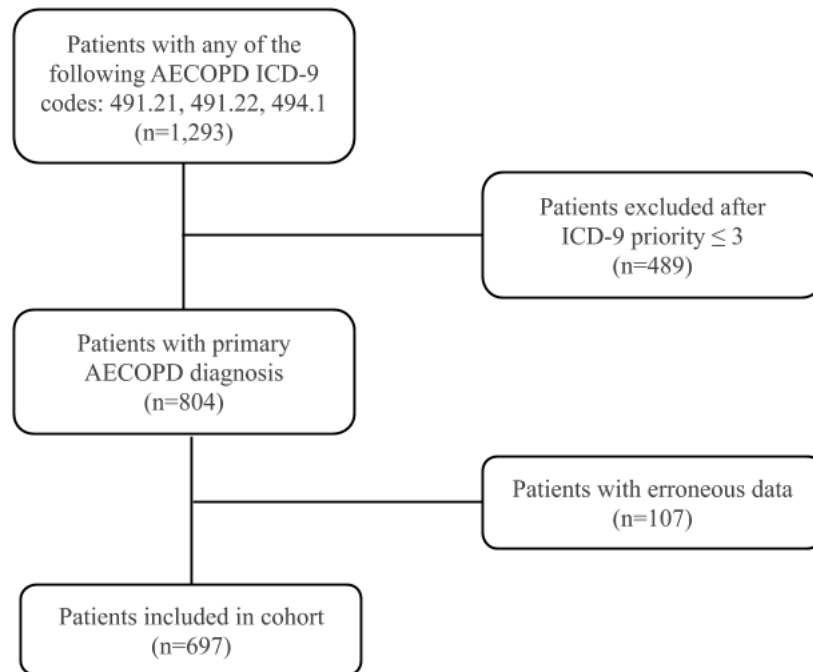 Patients with any of the
following AECOPD ICD-9
codes: 491.21, 491.22, 494.1
(n=1,293)
Patients excluded after
ICD-9 priority ≤ 3
(n=489)
Patients with primary
AECOPD diagnosis
(n=804)
Patients with erroneous data
(n=107)
Patients included in cohort
(n=697)